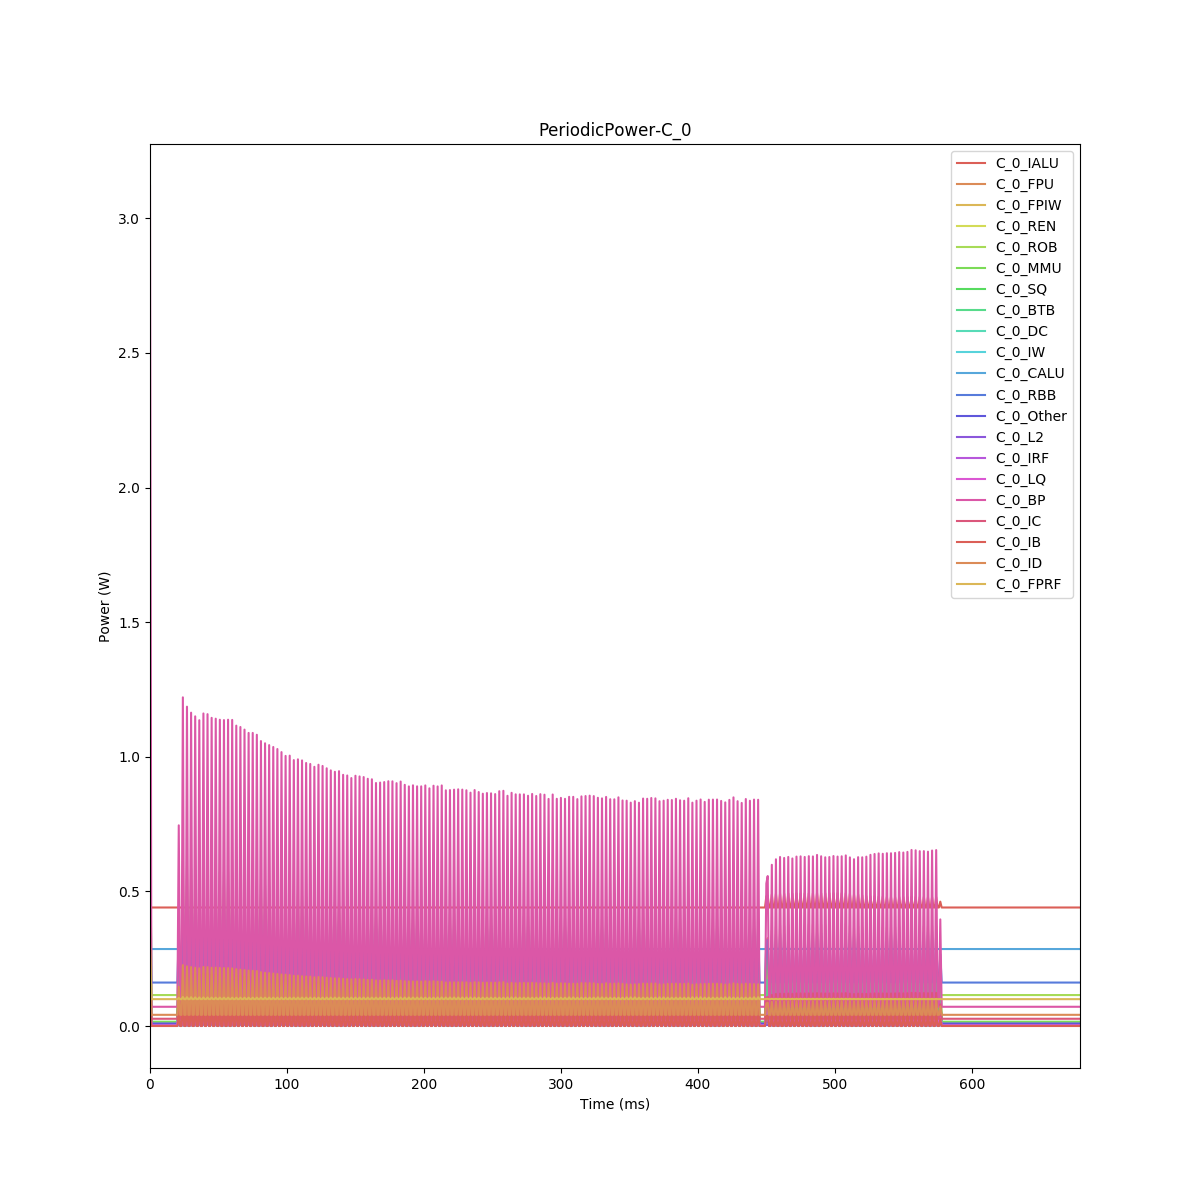 PeriodicPower-C_0
C_0_IALU
C_0_FPU
C_0_FPIW
C_0_REN
C_0_ROB
C_0_MMU
C_0_SQ
C_0_BTB
C_0_DC
C_0_IW
C_0_CALU
C_0_RBB
C_0_Other
C_0_L2
C_0_IRF
C_0_LQ
C_0_BP
C_0_IC
C_0_IB
C_0_ID
C_0_FPRF
3.0
2.5
2.0
1.5
1.0
0.5
0.0
Power (W)
0 100 200 300 400 500 600
Time (ms)